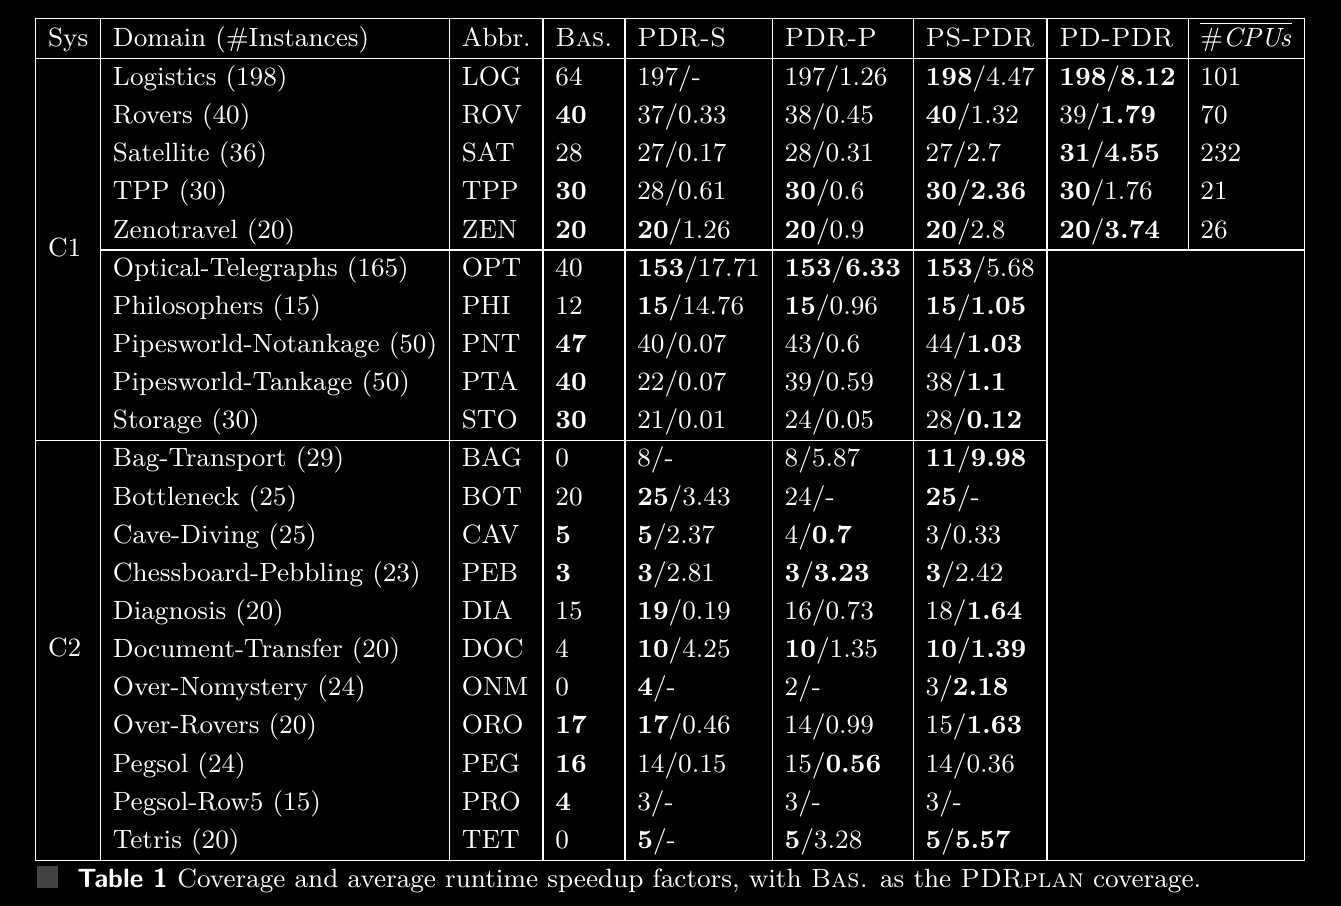 Sys Domain (#Instances) Abbr. BAS. PDR-S PDR-P PS-PDR PD-PDR #CPUs
Logistics (198) LOG 64 197/- 197/1.26 198/4.47 198/8.12 101
Rovers (40) ROV 40 37/0.33 38/0.45 40/1.32 39/1.79 70
Satellite (36) SAT 28 27/0.17 28/0.31 27/2.7 31/4.55 232
TPP (30) TPP 30 28/0.61 30/0.6 30/2.36 30/1.76 21
Zenotravel (20) ZEN 20 20/1.26 20/0.9 20/2.8 20/3.74 26
C1
Optical-Telegraphs (165) OPT 40 153/17.71 153/6.33 153/5.68
Philosophers (15) PHI 12 15/14.76 15/0.96 15/1.05
Pipesworld-Notankage (50) PNT 47 40/0.07 43/0.6 44/1.03
Pipesworld-Tankage (50) PTA 40 22/0.07 39/0.59 38/1.1
Storage (30) STO 30 21/0.01 24/0.05 28/0.12
Bag-Transport (29) BAG 0 8/- 8/5.87 11/9.98
Bottleneck (25) BOT 20 25/3.43 24/- 25/-
Cave-Diving (25) CAV 5 5/2.37 4/0.7 3/0.33
Chessboard-Pebbling (23) PEB 3 3/2.81 3/3.23 3/2.42
Diagnosis (20) DIA 15 19/0.19 16/0.73 18/1.64
C2 Document-Transfer (20) DOC 4 10/4.25 10/1.35 10/1.39
Over-Nomystery (24) ONM 0 4/- 2/- 3/2.18
Over-Rovers (20) ORO 17 17/0.46 14/0.99 15/1.63
Pegsol (24) PEG 16 14/0.15 15/0.56 14/0.36
Pegsol-Row5 (15) PRO 4 3/- 3/- 3/-
Tetris (20) TET 0 5/- 5/3.28 5/5.57
Table 1 Coverage and average runtime speedup factors, with BAS. as the PDRPLAN coverage.